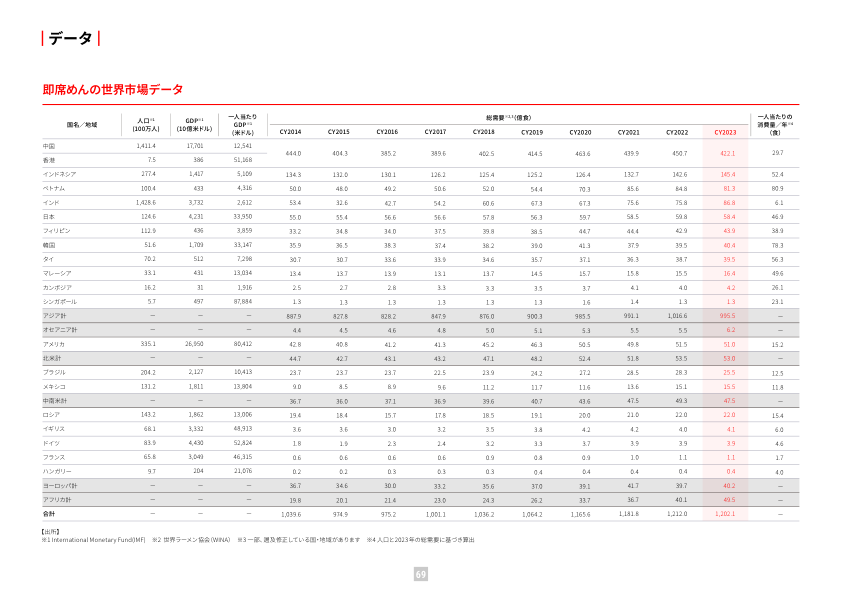 データ
即席めんの世界市場データ
国名／地域 人口※1 (100万人) GDP※1 (10億米ドル) 一人当たり GDP※1 (米ドル) 総需要※2,3(億食) 一人当たりの 消費量／年※4 (食)
CY2014 CY2015 CY2016 CY2017 CY2018 CY2019 CY2020 CY2021 CY2022 CY2023
中国 1,411.4 17,701 12,541 444.0 404.3 385.2 389.6 402.5 414.5 463.6 439.9 450.7 422.1 29.7
香港 7.5 386 51,168
インドネシア 277.4 1,417 5,109 134.3 132.0 130.1 126.2 125.4 125.2 126.4 132.7 142.6 145.4 52.4
ベトナム 100.4 433 4,316 50.0 48.0 49.2 50.6 52.0 54.4 70.3 85.6 84.8 81.3 80.9
インド 1,428.6 3,732 2,612 53.4 32.6 42.7 54.2 60.6 67.3 67.3 75.6 75.8 86.8 6.1
日本 124.6 4,231 33,950 55.0 55.4 56.6 56.6 57.8 56.3 59.7 58.5 59.8 58.4 46.9
フィリピン 112.9 436 3,859 33.2 34.8 34.0 37.5 39.8 38.5 44.7 44.4 42.9 43.9 38.9
韓国 51.6 1,709 33,147 35.9 36.5 38.3 37.4 38.2 39.0 41.3 37.9 39.5 40.4 78.3
タイ 70.2 512 7,298 30.7 30.7 33.6 33.9 34.6 35.7 37.1 36.3 38.7 39.5 56.3
マレーシア 33.1 431 13,034 13.4 13.7 13.9 13.1 13.7 14.5 15.7 15.8 15.5 16.4 49.6
カンボジア 16.2 31 1,916 2.5 2.7 2.8 3.3 3.3 3.5 3.7 4.1 4.0 4.2 26.1
シンガポール 5.7 497 87,884 1.3 1.3 1.3 1.3 1.3 1.3 1.6 1.4 1.3 1.3 23.1
アジア計 － － － 887.9 827.8 828.2 847.9 876.0 900.3 985.5 991.1 1,016.6 995.5 －
オセアニア計 － － － 4.4 4.5 4.6 4.8 5.0 5.1 5.3 5.5 5.5 6.2 －
アメリカ 335.1 26,950 80,412 42.8 40.8 41.2 41.3 45.2 46.3 50.5 49.8 51.5 51.0 15.2
北米計 － － － 44.7 42.7 43.1 43.2 47.1 48.2 52.4 51.8 53.5 53.0 －
ブラジル 204.2 2,127 10,413 23.7 23.7 23.7 22.5 23.9 24.2 27.2 28.5 28.3 25.5 12.5
メキシコ 131.2 1,811 13,804 9.0 8.5 8.9 9.6 11.2 11.7 11.6 13.6 15.1 15.5 11.8
中南米計 － － － 36.7 36.0 37.1 36.9 39.6 40.7 43.6 47.5 49.3 47.5 －
ロシア 143.2 1,862 13,006 19.4 18.4 15.7 17.8 18.5 19.1 20.0 21.0 22.0 22.0 15.4
イギリス 68.1 3,332 48,913 3.6 3.6 3.0 3.2 3.5 3.8 4.2 4.2 4.0 4.1 6.0
ドイツ 83.9 4,430 52,824 1.8 1.9 2.3 2.4 3.2 3.3 3.7 3.9 3.9 3.9 4.6
フランス 65.8 3,049 46,315 0.6 0.6 0.6 0.6 0.9 0.8 0.9 1.0 1.1 1.1 1.7
ハンガリー 9.7 204 21,076 0.2 0.2 0.3 0.3 0.3 0.4 0.4 0.4 0.4 0.4 4.0
ヨーロッパ計 － － － 36.7 34.6 30.0 33.2 35.6 37.0 39.1 41.7 39.7 40.2 －
アフリカ計 － － － 19.8 20.1 21.4 23.0 24.3 26.2 33.7 36.7 40.1 49.5 －
合計 － － － 1,039.6 974.9 975.2 1,001.1 1,036.2 1,064.2 1,165.6 1,181.8 1,212.0 1,202.1 －
【出所】
※1 International Monetary Fund(IMF) ※2 世界ラーメン協会(WINA) ※3 一部、遡及修正している国・地域があります ※4 人口と2023年の総需要に基づき算出
69